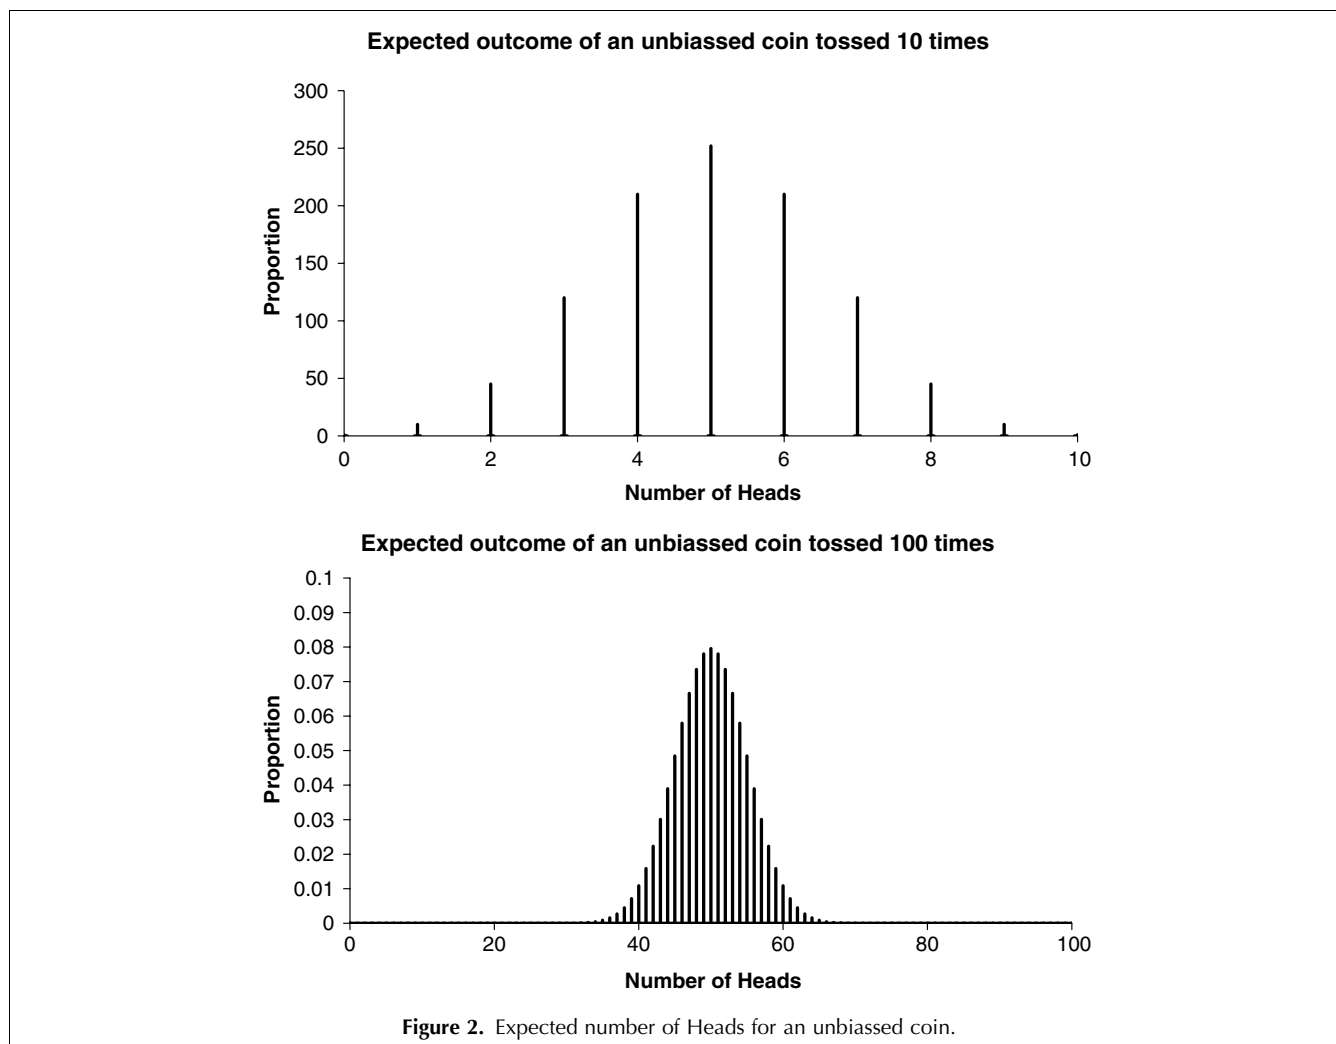 Expected outcome of an unbiassed coin tossed 10 times
300
250
200
150
100
50
0
Proportion
0 2 4 6 8 10
Number of Heads
Expected outcome of an unbiassed coin tossed 100 times
0.1
0.09
0.08
0.07
0.06
0.05
0.04
0.03
0.02
0.01
0
Proportion
0 20 40 60 80 100
Number of Heads
Figure 2. Expected number of Heads for an unbiassed coin.